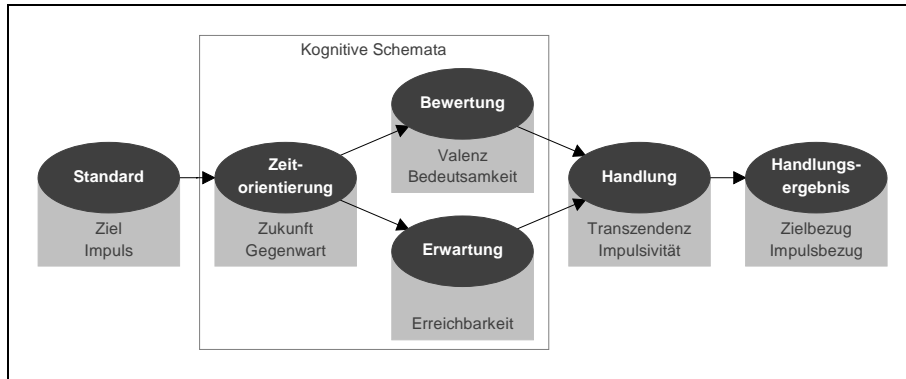 Kognitive Schemata
Standard
Ziel
Impuls
Zeit-
orientierung
Zukunft
Gegenwart
Bewertung
Valenz
Bedeutsamkeit
Erwartung
Erreichbarkeit
Handlung
Transzendenz
Impulsivität
Handlungs-
ergebnis
Zielbezug
Impulsbezug